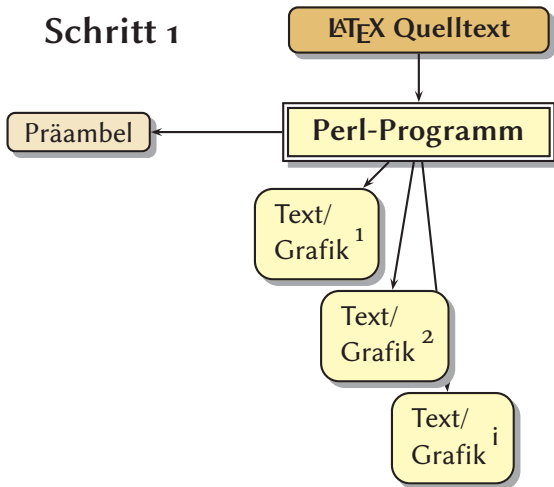 Schritt 1
LATEX Quelltext
Präambel
Perl-Programm
Text/
Grafik 1
Text/
Grafik 2
Text/
Grafik i